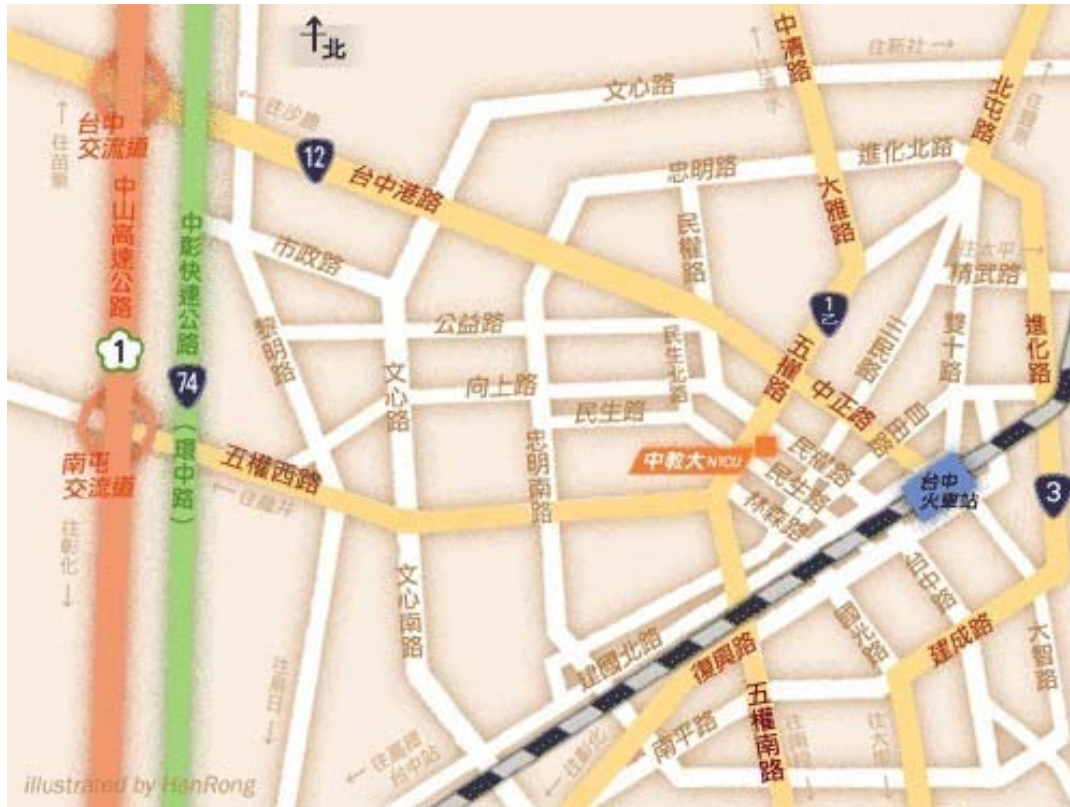 北
中清路
往新社 →
← 往清水
北屯路
文心路
台中
交流道
← 往沙鹿
12
台中港路
忠明路
進化北路
大雅路
民權路
往太平 →
精武路
中山高速公路
中彰快速公路
市政路
黎明路
公益路
1
乙
三民路
雙十路
進化路
1
74
(環中路)
文心路
向上路
民生北路
五權路
中正路
自由
民生路
忠明南路
中教大 NTCU
民權路
民生路
林森路
台中
火車站
3
南屯
交流道
五權西路
← 往龍井
往彰化 →
文心南路
建國北路
復興路
國光路
建成路
大智路
南平路
五權南路
← 往高鐵
台中站
← 往彰化
illustrated by HanRong